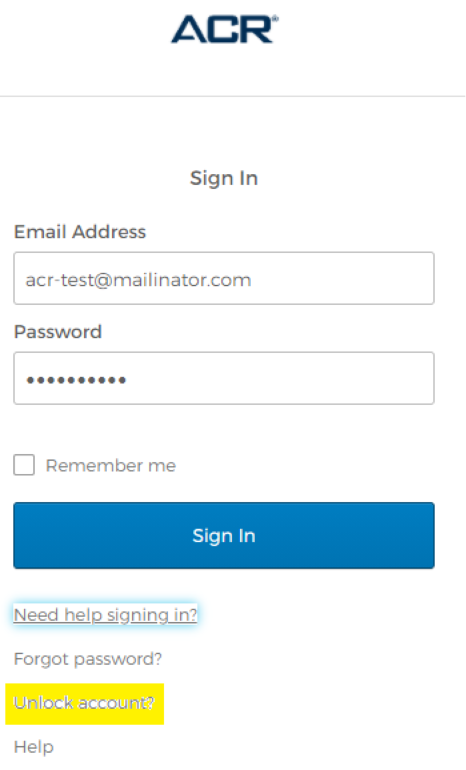 ACR®
Sign In
Email Address
acr-test@mailinator.com
Password
••••••••••
Remember me
Sign In
Need help signing in?
Forgot password?
Unlock account?
Help